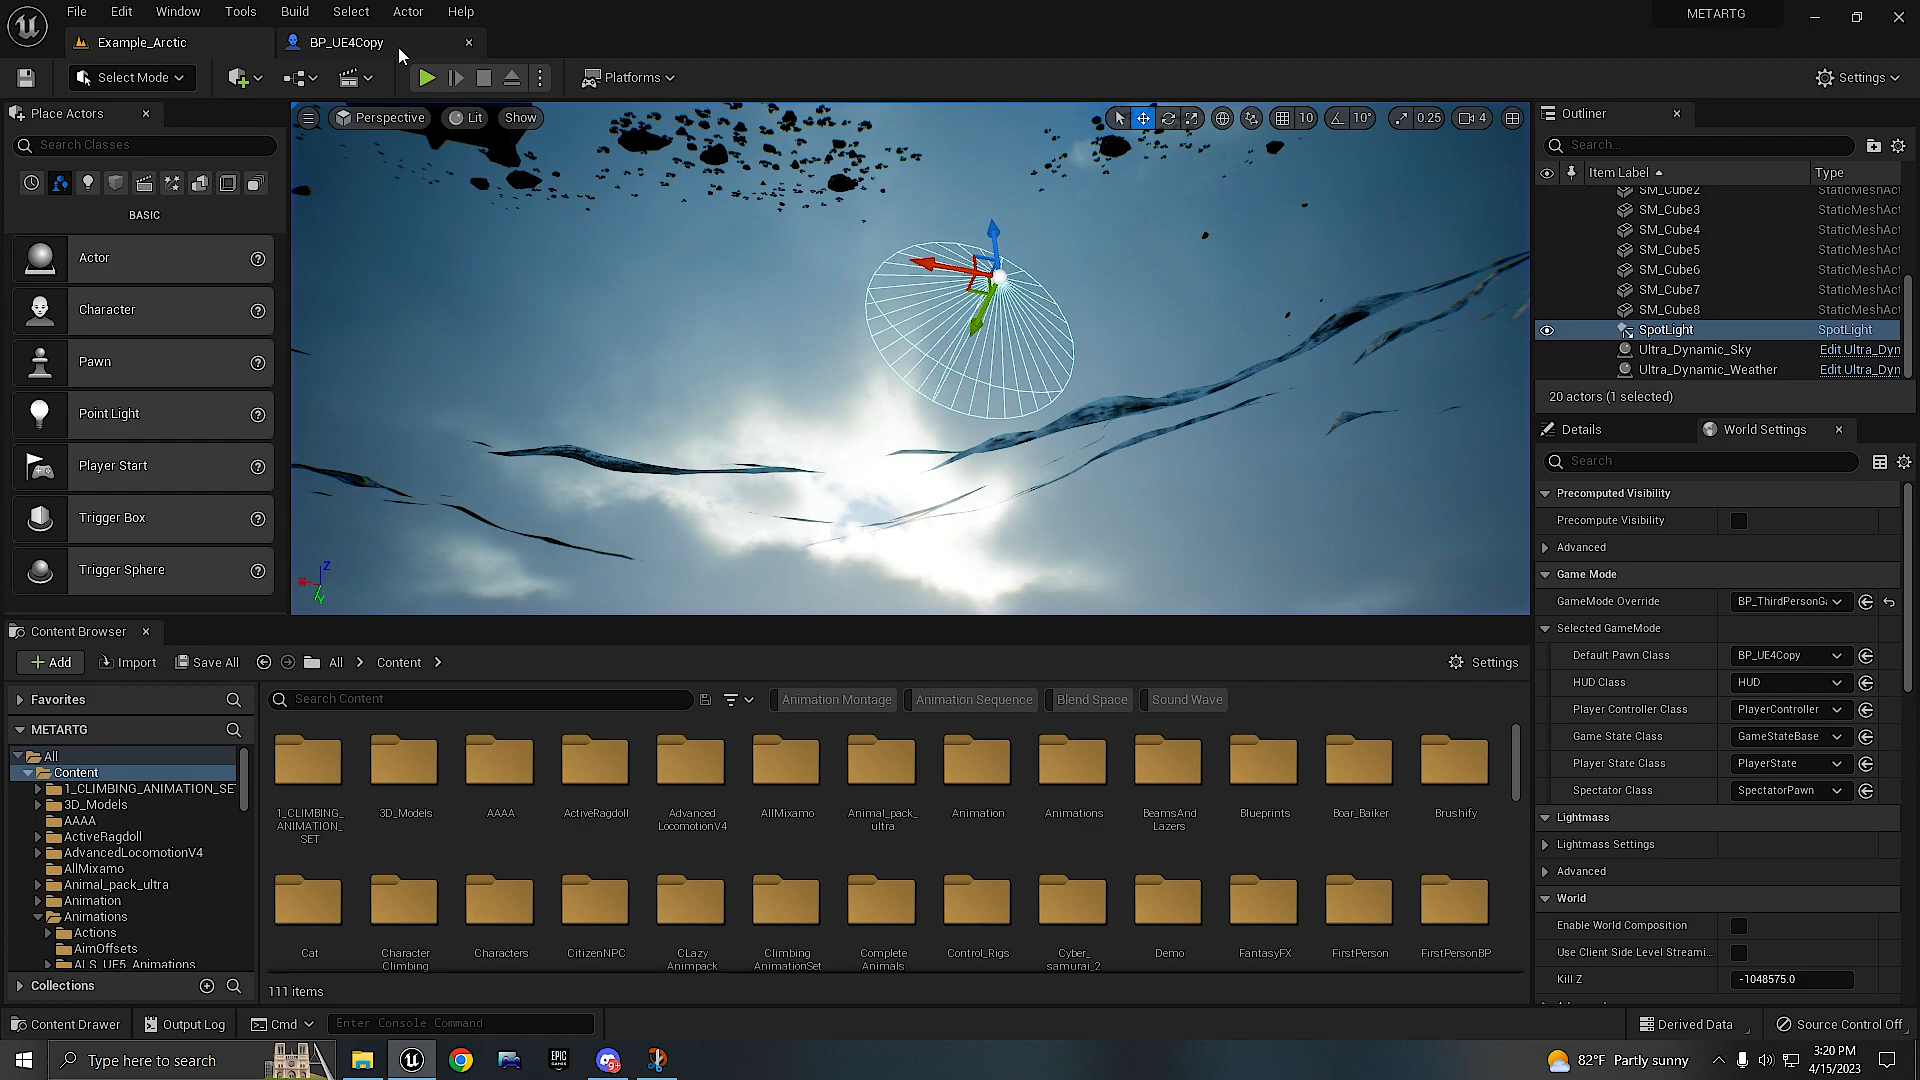 File Edit Window Tools Build Select Actor Help
METARTG
Example_Arctic
BP_UE4Copy
Select Mode
Platforms
Settings
Place Actors
Search Classes
BASIC
Actor
Character
Pawn
Point Light
Player Start
Trigger Box
Trigger Sphere
Perspective Lit Show
10 10° 0.25 4
Outliner
Search...
Item Label Type
SM_Cube2 StaticMeshAct
SM_Cube3 StaticMeshAct
SM_Cube4 StaticMeshAct
SM_Cube5 StaticMeshAct
SM_Cube6 StaticMeshAct
SM_Cube7 StaticMeshAct
SM_Cube8 StaticMeshAct
SpotLight SpotLight
Ultra_Dynamic_Sky Edit Ultra_Dyn
Ultra_Dynamic_Weather Edit Ultra_Dyn
20 actors (1 selected)
Details World Settings
Search
Precomputed Visibility
Precompute Visibility
Advanced
Game Mode
GameMode Override BP_ThirdPersonGa
Selected GameMode
Default Pawn Class BP_UE4Copy
HUD Class HUD
Player Controller Class PlayerController
Game State Class GameStateBase
Player State Class PlayerState
Spectator Class SpectatorPawn
Lightmass
Lightmass Settings
Advanced
World
Enable World Composition
Use Client Side Level Streami...
Kill Z -1048575.0
Content Browser
Add Import Save All All Content Settings
Favorites
METARTG
All
Content
1_CLIMBING_ANIMATION_SET
3D_Models
AAAA
ActiveRagdoll
AdvancedLocomotionV4
AllMixamo
Animal_pack_ultra
Animation
Animations
Actions
AimOffsets
ALS_UE5_Animations
Collections
Search Content
Animation Montage Animation Sequence Blend Space Sound Wave
1_CLIMBING_
ANIMATION_
SET
3D_Models
AAAA
ActiveRagdoll
Advanced
LocomotionV4
AllMixamo
Animal_pack_
ultra
Animation
Animations
BeamsAnd
Lazers
Blueprints
Boar_Baiker
Brushify
Cat
Character
Climbing
Characters
CitizenNPC
CLazy
Animpack
Climbing
AnimationSet
Complete
Animals
Control_Rigs
Cyber_
samurai_2
Demo
FantasyFX
FirstPerson
FirstPersonBP
111 items
Content Drawer Output Log Cmd Enter Console Command
Derived Data Source Control Off
Type here to search
EPIC
GAMES
82°F Partly sunny
3:20 PM
4/15/2023